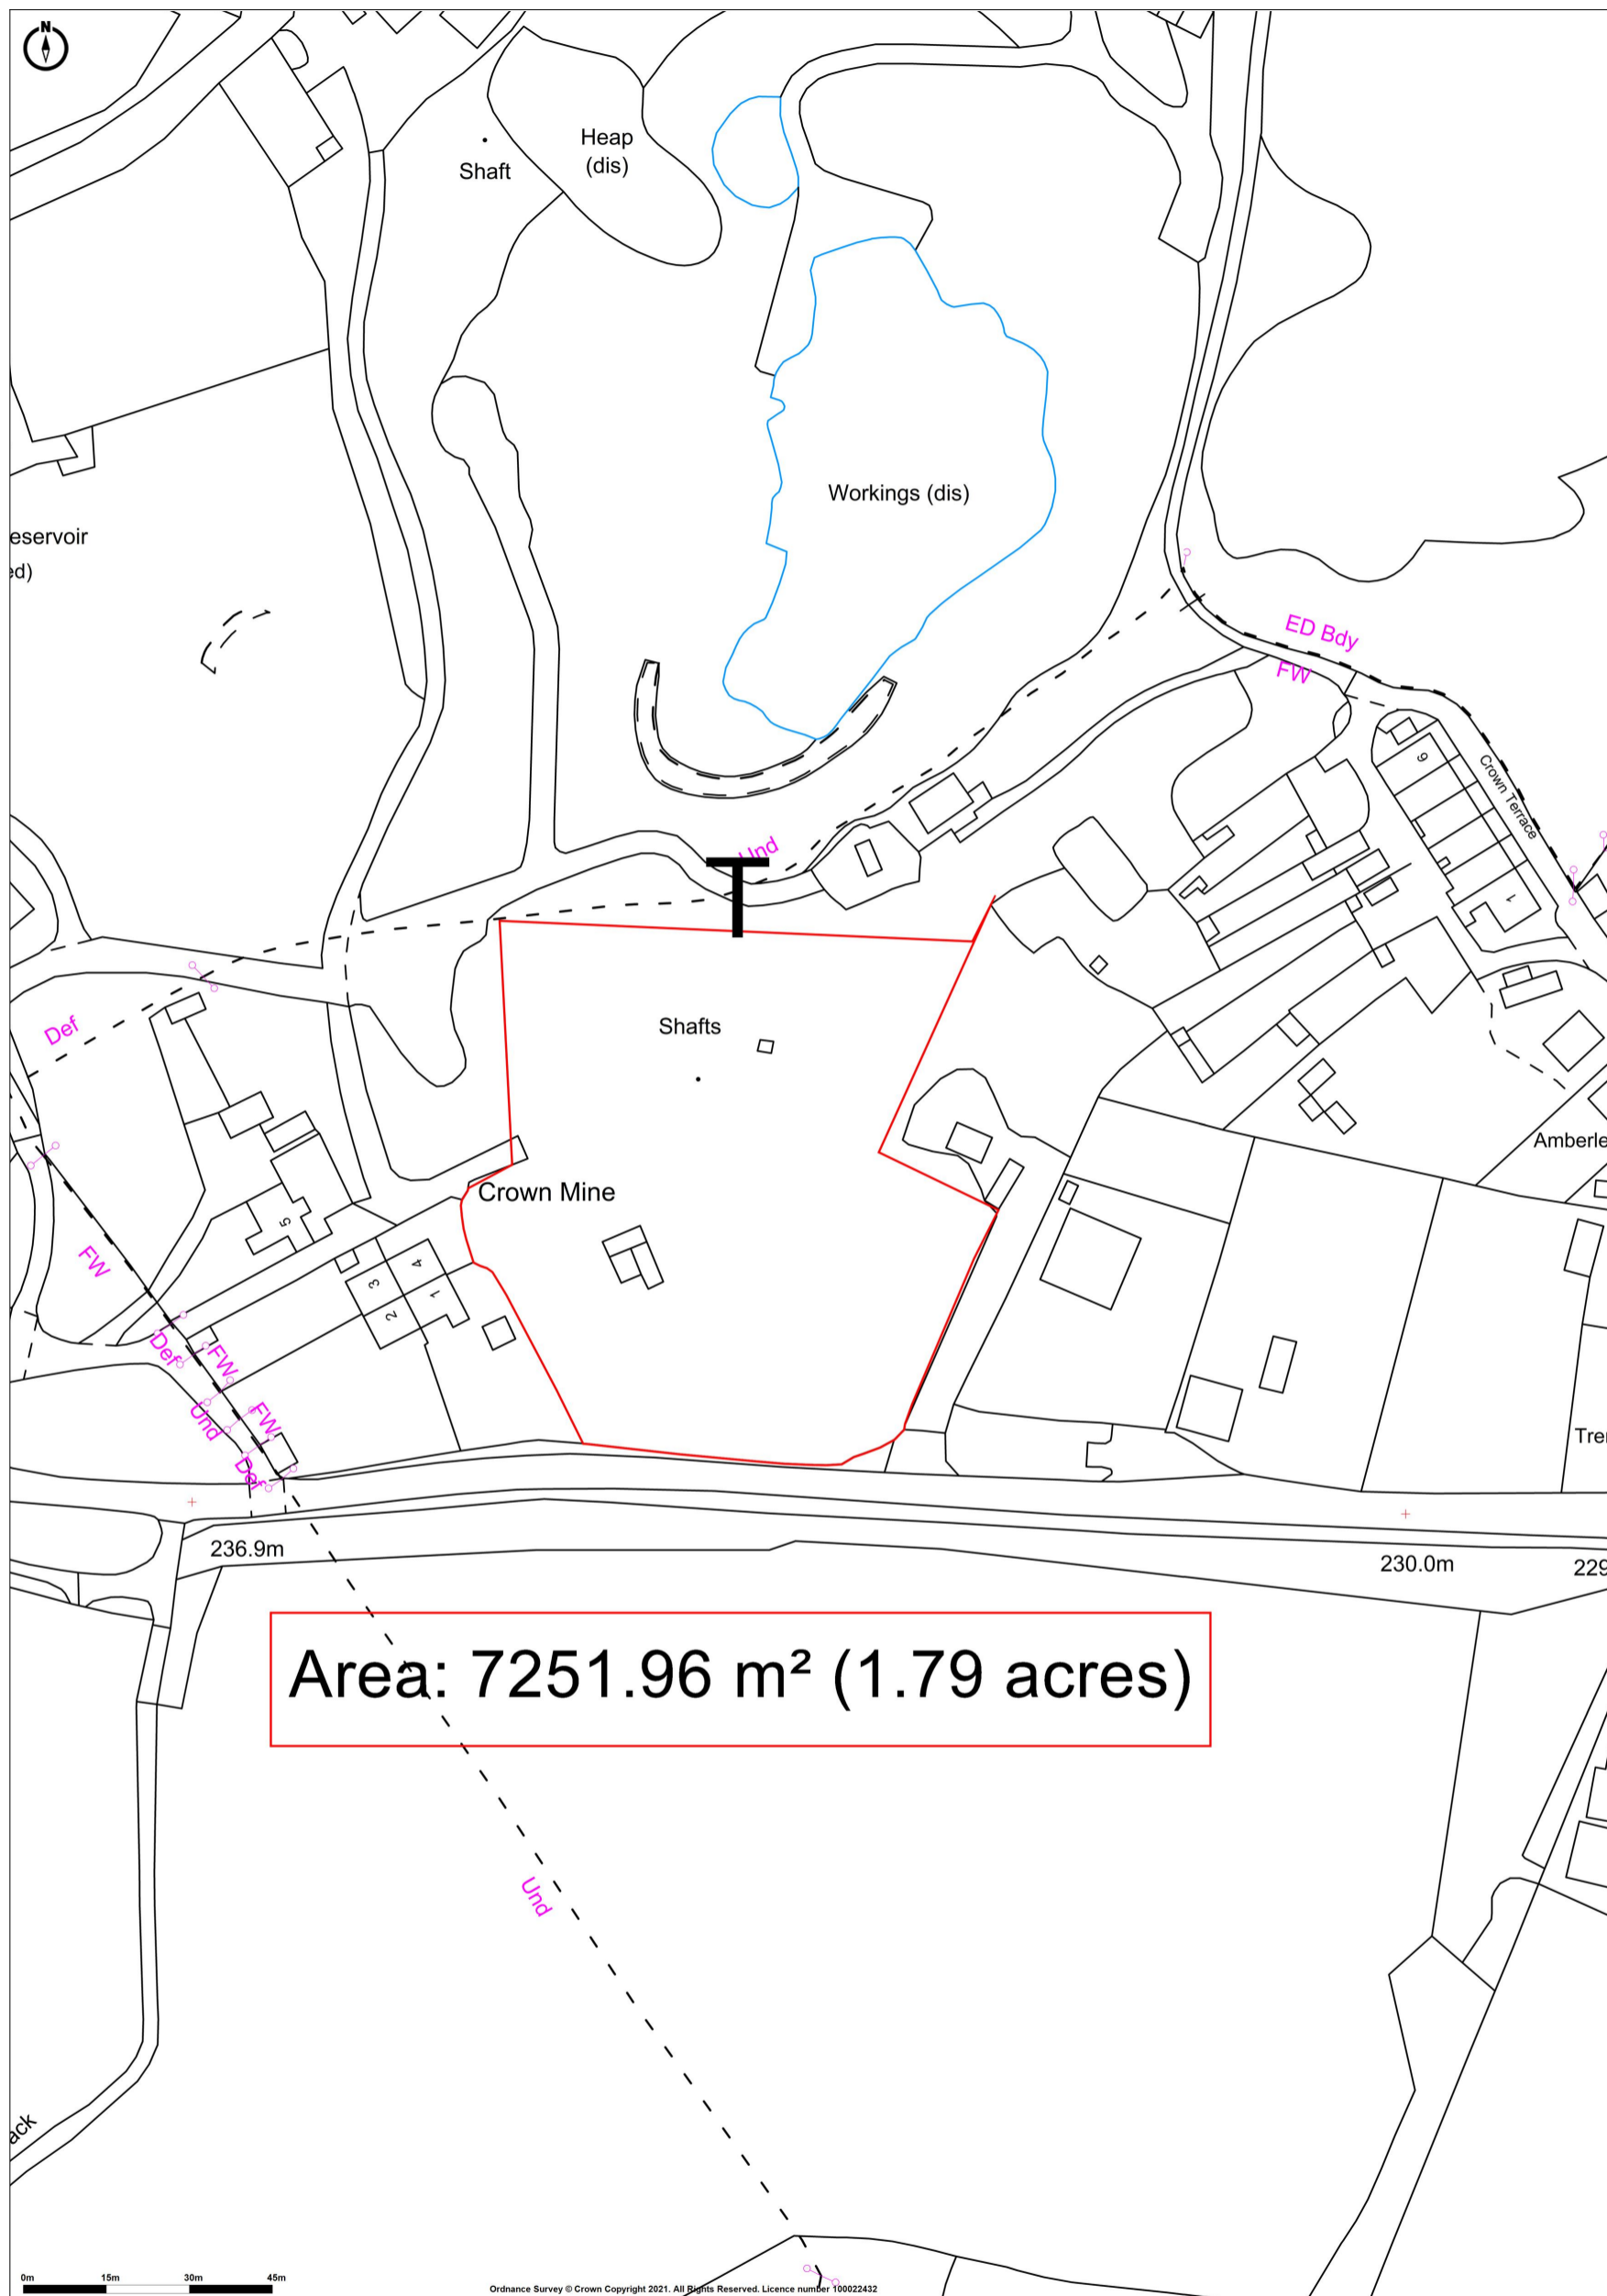 N
Heap
(dis)
Shaft
Workings (dis)
eservoir
ed)
ED Bdy
FW
Crown Terrace
9
1
Und
Shafts
Def
Amberle
Crown Mine
5
FW
4
3
1
2
Def
FW
Und
FW
Def
Tre
236.9m
230.0m
229
Area: 7251.96 m² (1.79 acres)
Und
ack
0m 15m 30m 45m
Ordnance Survey © Crown Copyright 2021. All Rights Reserved. Licence number 100022432